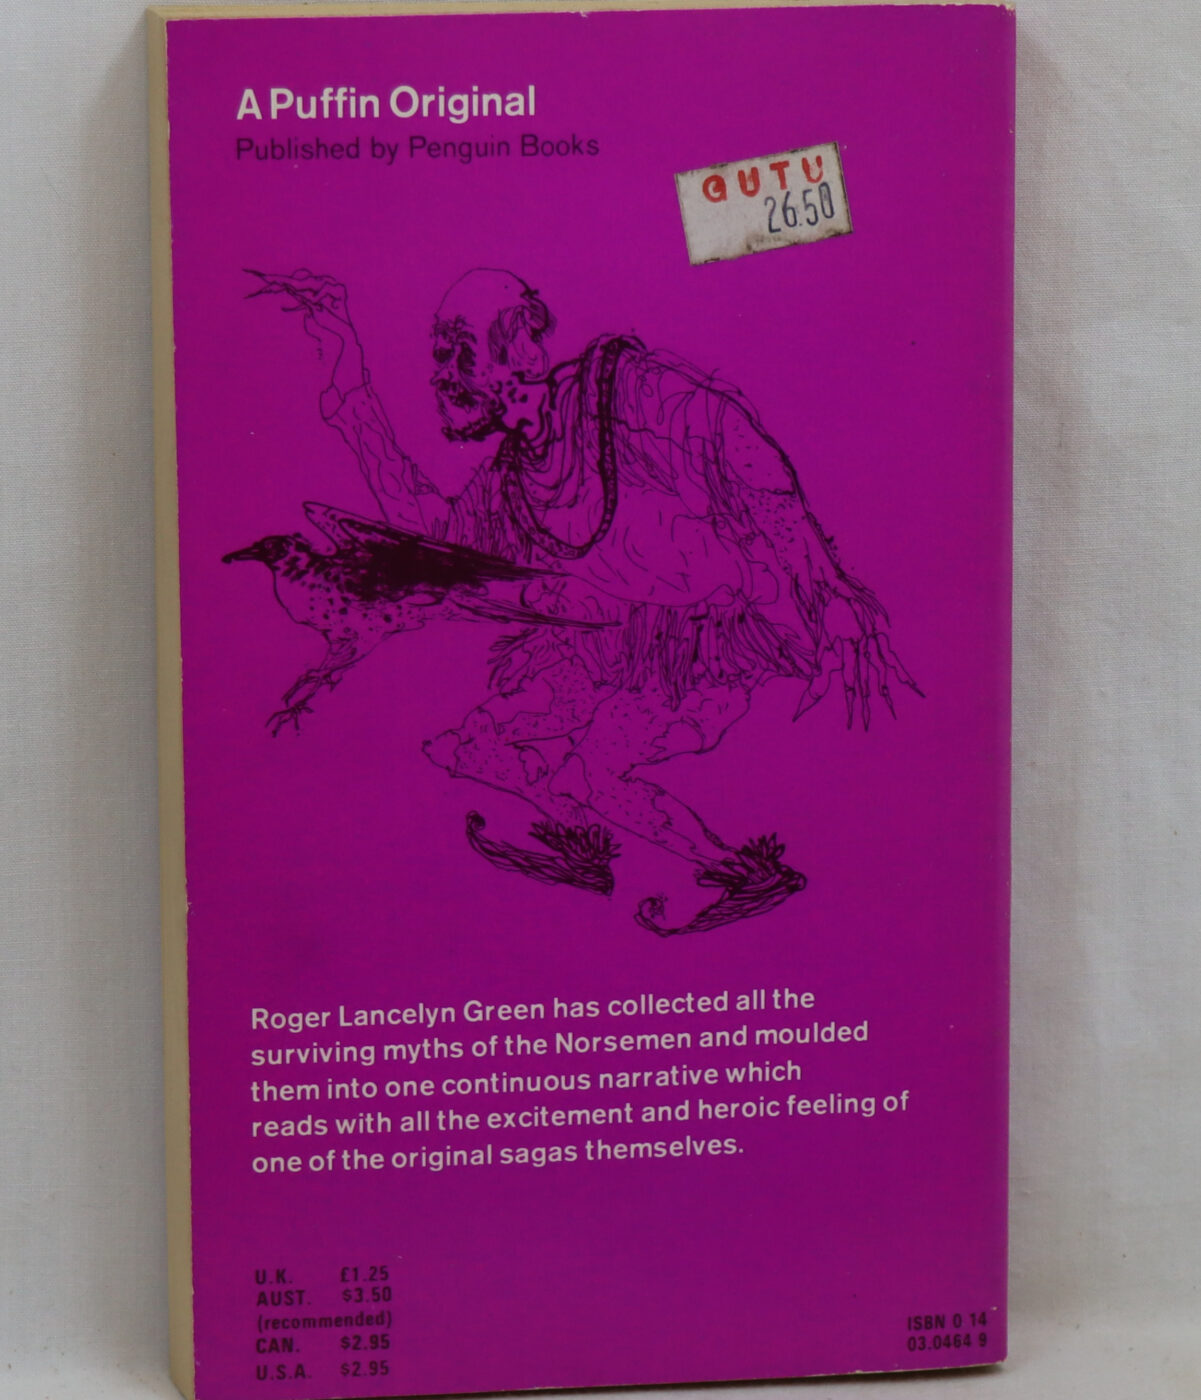 A Puffin Original
Published by Penguin Books
GUTU
26.50
Roger Lancelyn Green has collected all the
surviving myths of the Norsemen and moulded
them into one continuous narrative which
reads with all the excitement and heroic feeling of
one of the original sagas themselves.
U.K. £1.25
AUST. $3.50
(recommended)
CAN. $2.95
U.S.A. $2.95
ISBN 0 14
03.0464 9